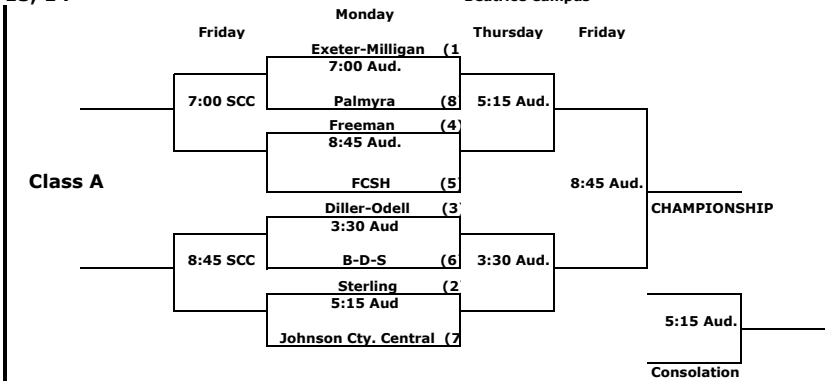 Monday
Friday
Thursday Friday
Exeter-Milligan (1
7:00 Aud.
7:00 SCC
Palmyra (8)
5:15 Aud.
Freeman (4)
8:45 Aud.
Class A
FCSH (5)
8:45 Aud.
Diller-Odell (3)
CHAMPIONSHIP
3:30 Aud
8:45 SCC
B-D-S (6)
3:30 Aud.
Sterling (2)
5:15 Aud
5:15 Aud.
Johnson Cty. Central (7
Consolation